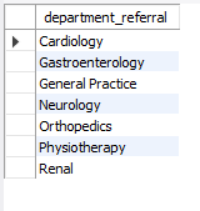 department_referral
Cardiology
Gastroenterology
General Practice
Neurology
Orthopedics
Physiotherapy
Renal